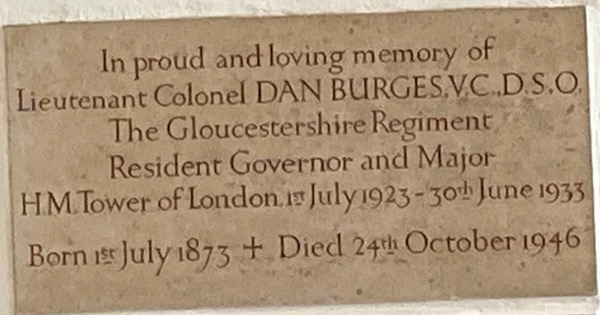 In proud and loving memory of
Lieutenant Colonel DAN BURGES.V.C.,D.S.O.
The Gloucestershire Regiment
Resident Governor and Major
H.M.Tower of London.1st July 1923-30th June 1933
Born 1st July 1873 + Died 24th October 1946